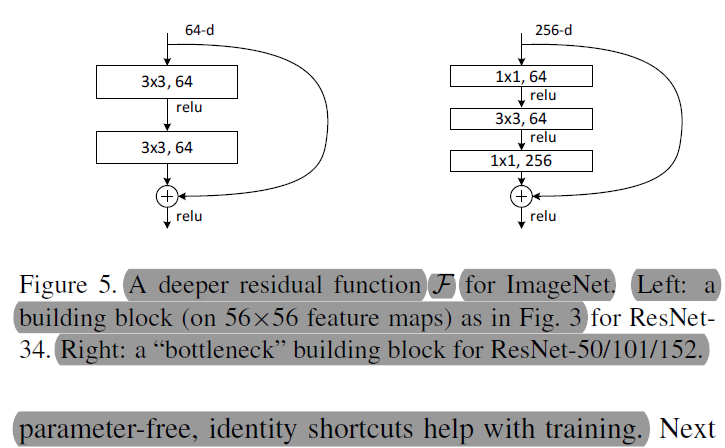 64-d
3x3, 64
relu
3x3, 64
relu
256-d
1x1, 64
relu
3x3, 64
relu
1x1, 256
relu
Figure 5. A deeper residual function F for ImageNet. Left: a
building block (on 56×56 feature maps) as in Fig. 3 for ResNet-
34. Right: a “bottleneck” building block for ResNet-50/101/152.
parameter-free, identity shortcuts help with training. Next